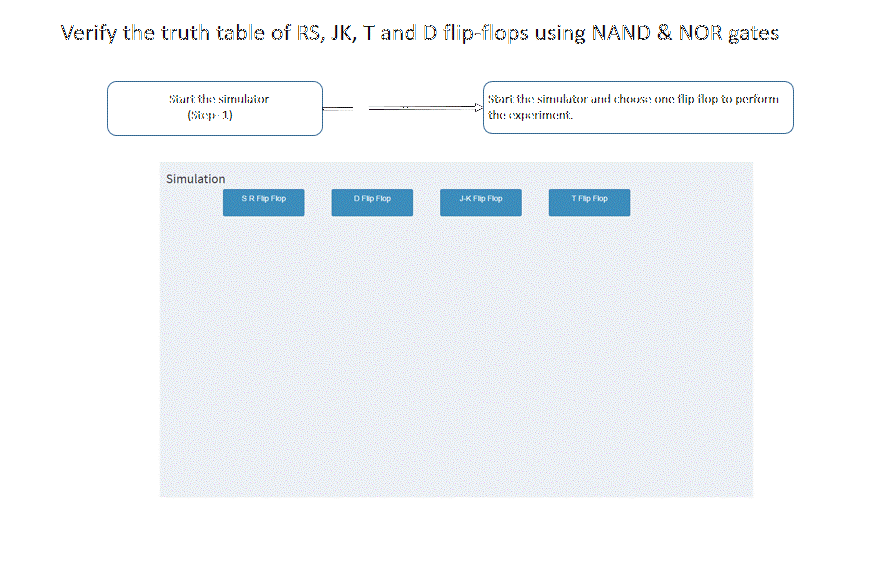 Verify the truth table of RS, JK, T and D flip-flops using NAND & NOR gates
Start the simulator
(Step- 1)
Start the simulator and choose one flip flop to perform
the experiment.
Simulation
S R Flip Flop
D Flip Flop
J-K Flip Flop
T Flip Flop